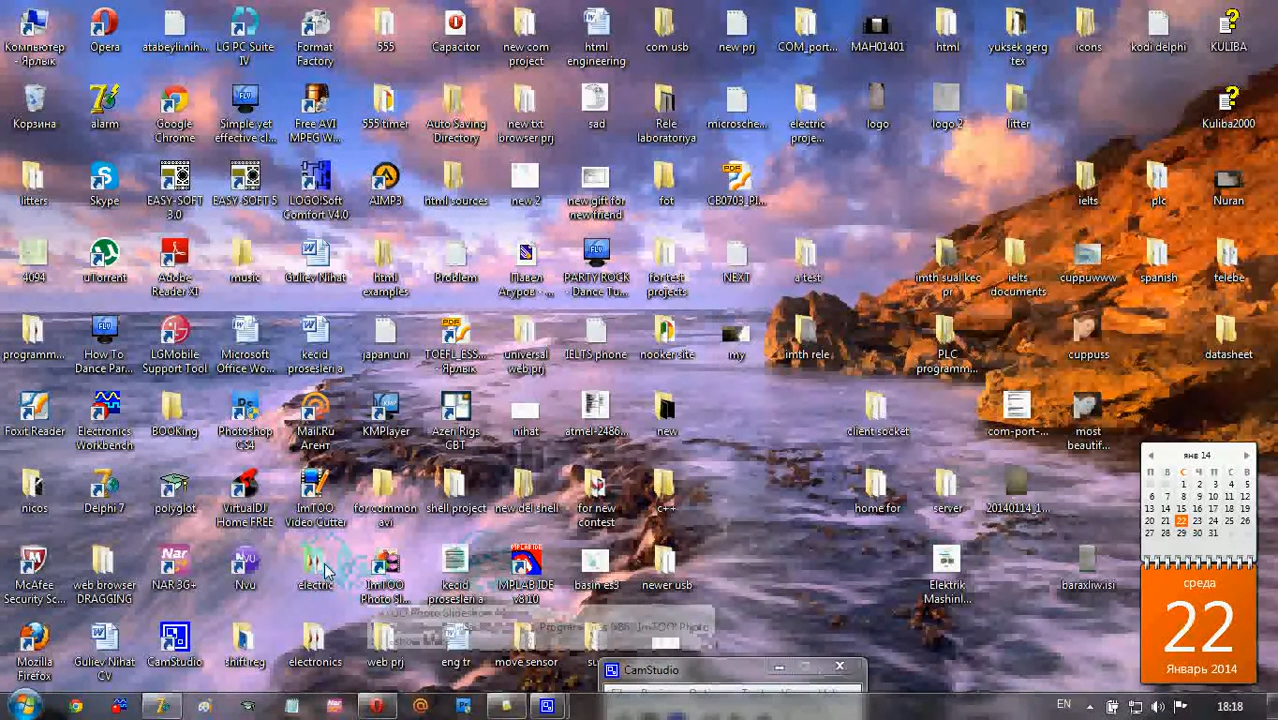 Компьютер - Ярлык
Opera
atabeyli.nih...
LG PC Suite IV
Format Factory
555
Capacitor
new com project
html engineering
com usb
new prj
COM_port...
MAH01401
html
yuksek gerg tex
icons
kodi delphi
KULIBA
Корзина
alarm
Google Chrome
Simple yet effective cl...
Free AVI MPEG W...
555 timer
Auto Saving Directory
new txt browser prj
sad
Rele laboratoriya
microsche...
electric proje...
logo
logo 2
litter
Kuliba2000
litters
Skype
EASY-SOFT 3.0
EASY-SOFT 5
LOGO!Soft Comfort V4.0
AIMP3
html sources
new 2
new gift for new friend
fot
CB0703_PI...
ielts
plc
Nuran
4094
uTorrent
Adobe Reader XI
music
Guliev Nihat
html examples
Problem
Павел Агуров - ...
PARTY ROCK - Dance Tu...
for test projects
NEXT
a test
imth sual kec pr
ielts documents
cuppuwww
spanish
telebe
programm...
How To Dance Par...
LGMobile Support Tool
Microsoft Office Wo...
kecid prosesleri a
japan uni
TOEFL_ESS... - Ярлык
universal web prj
IELTS phone
nooker site
my
imth rele
PLC programm...
cuppuss
datasheet
Foxit Reader
Electronics Workbench
BOOKing
Photoshop CS4
Mail.Ru Агент
KMPlayer
Azeri Rigs CBT
nihat
atmel-2486...
new
client socket
com-port-...
most beautif...
nicos
Delphi 7
polyglot
VirtualDJ Home FREE
ImTOO Video Cutter
for common avi
shell project
new del shell
for new contest
c++
home for
server
20140114_1...
McAfee Security Sc...
web browser DRAGGING
NAR 3G+
Nvu
electric
ImTOO Photo Sl...
kecid prosesleri a
MPLAB IDE v8.10
basin es3
newer usb
Elektrik Mashinl...
baraxliw.isi
Mozilla Firefox
Guliev Nihat CV
CamStudio
shift reg
electronics
web prj
eng tr
move sensor
CamStudio
янв 14
П В С Ч П С В
1 2 3 4 5
6 7 8 9 10 11 12
13 14 15 16 17 18 19
20 21 22 23 24 25 26
27 28 29 30 31
среда
22
Январь 2014
EN
18:18